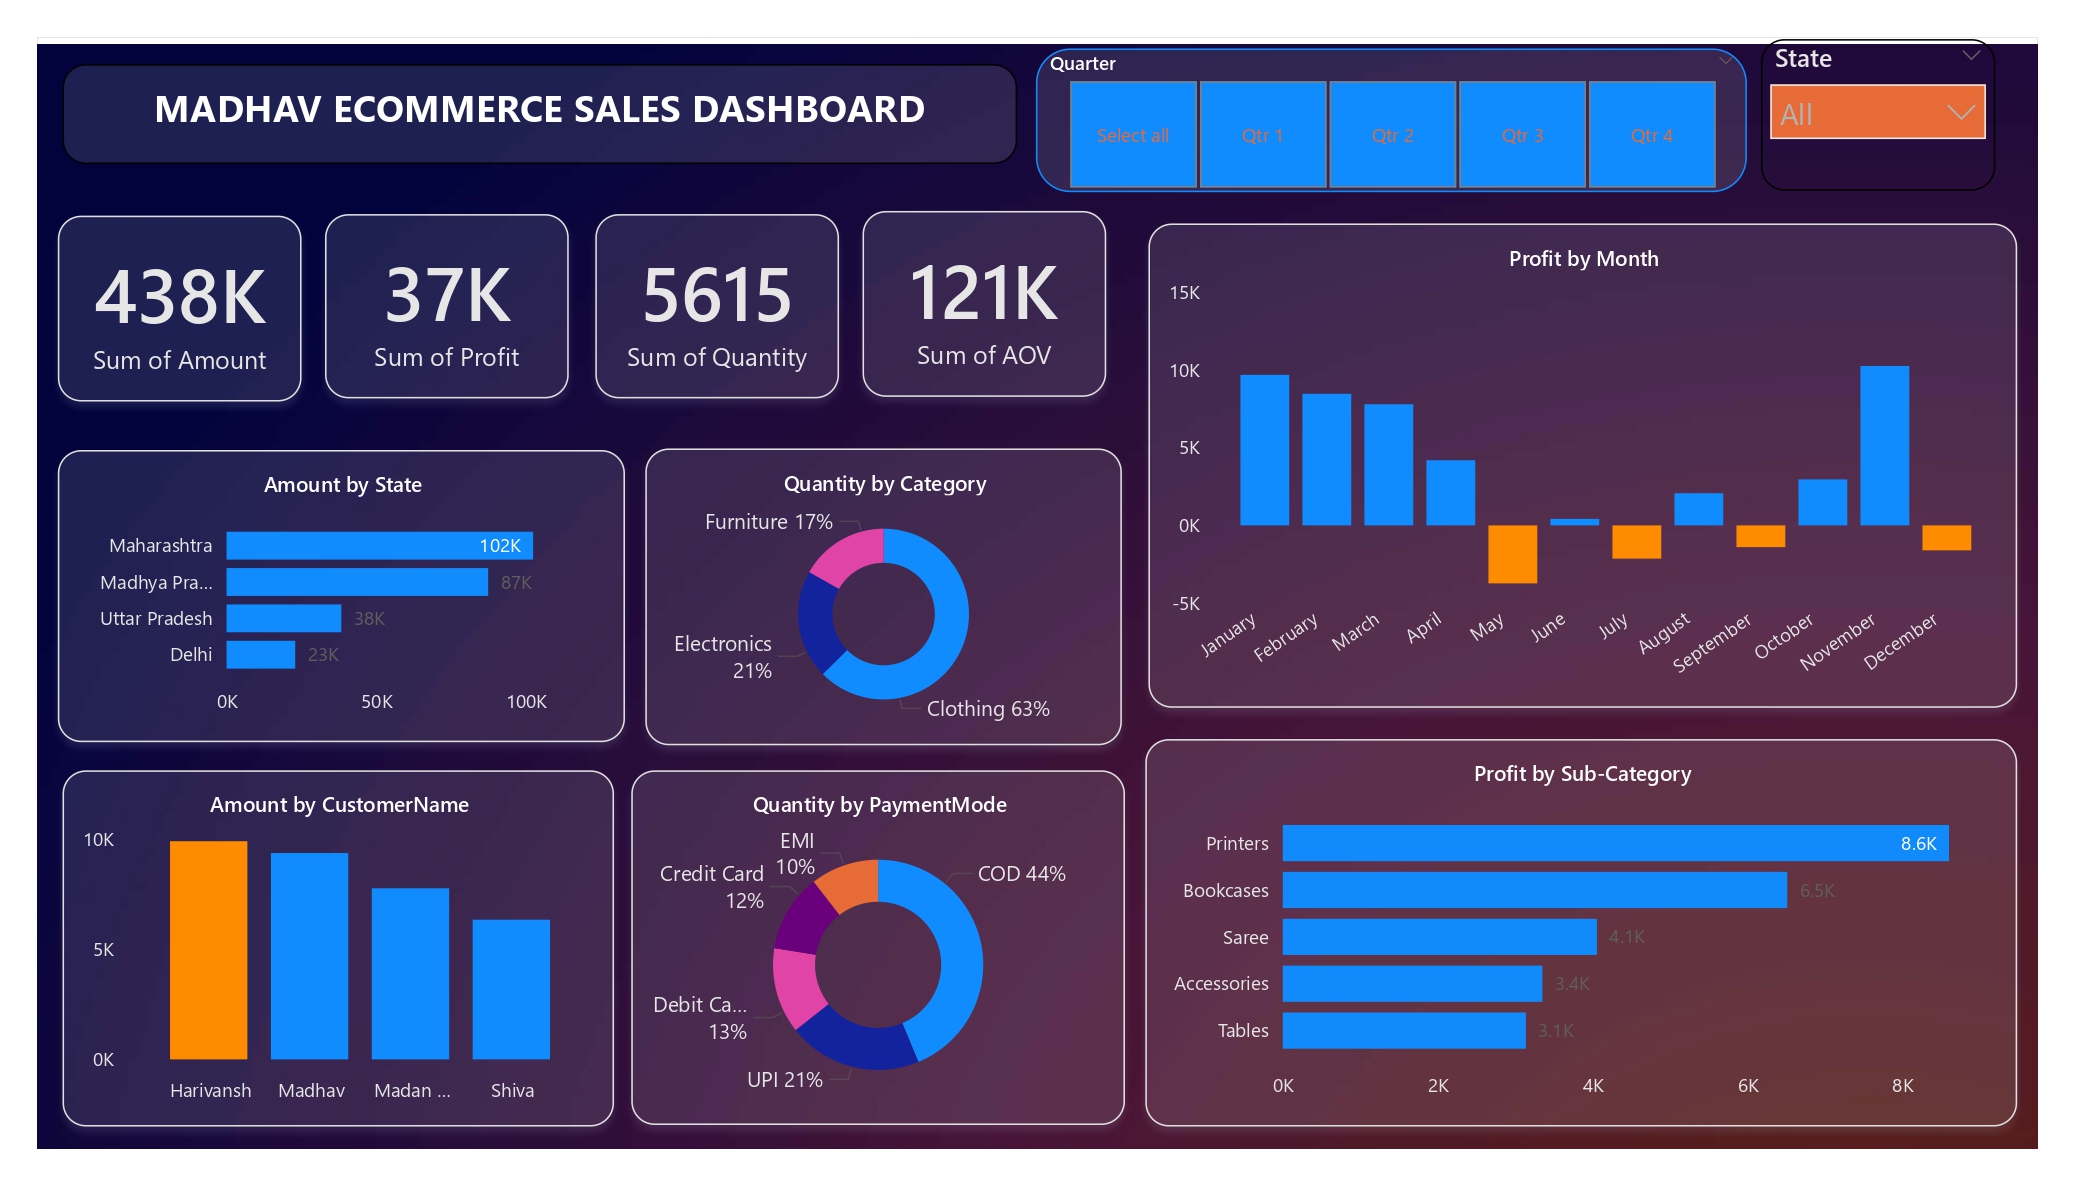 MADHAV ECOMMERCE SALES DASHBOARD
Quarter
Select all
Qtr 1
Qtr 2
Qtr 3
Qtr 4
State
All
438K
Sum of Amount
37K
Sum of Profit
5615
Sum of Quantity
121K
Sum of AOV
Profit by Month
15K
10K
5K
0K
-5K
January
February
March
April
May
June
July
August
September
October
November
December
Amount by State
Maharashtra
102K
Madhya Pra...
87K
Uttar Pradesh
38K
Delhi
23K
0K
50K
100K
Quantity by Category
Furniture 17%
Electronics
21%
Clothing 63%
Amount by CustomerName
10K
5K
0K
Harivansh
Madhav
Madan ...
Shiva
Quantity by PaymentMode
EMI
10%
Credit Card
12%
COD 44%
Debit Ca...
13%
UPI 21%
Profit by Sub-Category
Printers
8.6K
Bookcases
6.5K
Saree
4.1K
Accessories
3.4K
Tables
3.1K
0K
2K
4K
6K
8K